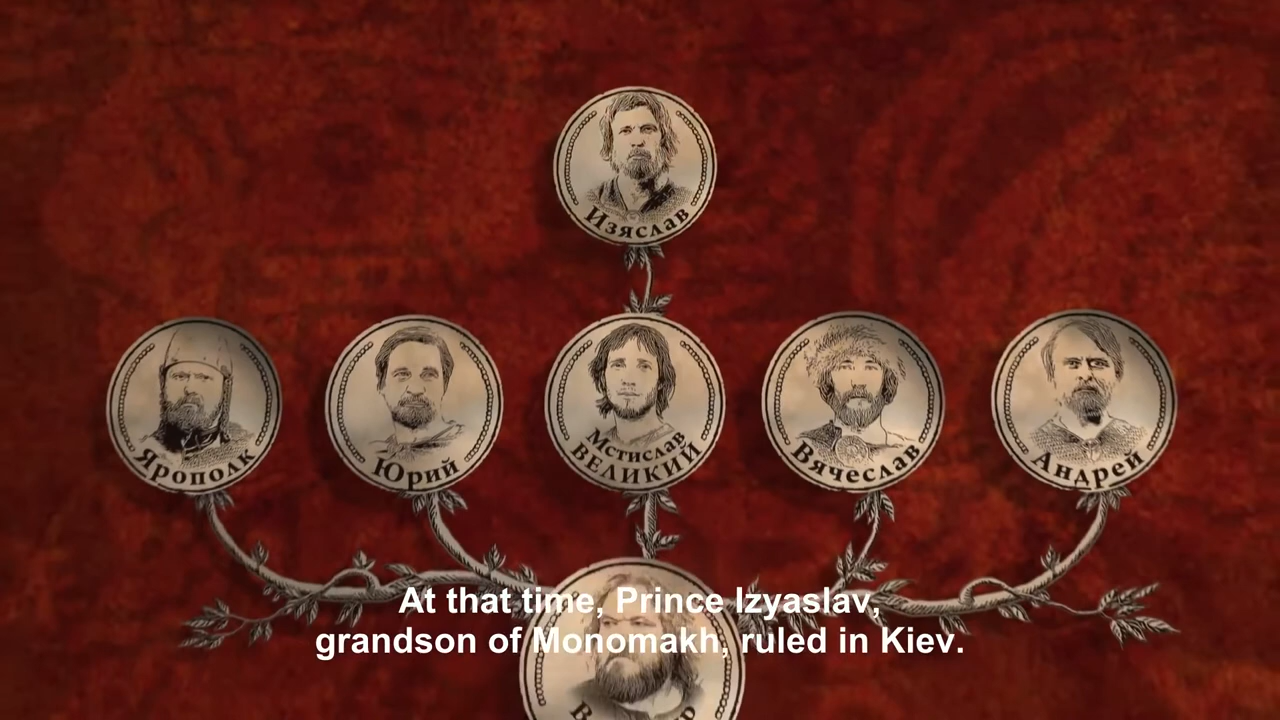 Изяслав
Ярополк
Юрий
Мстислав
ВЕЛИКИЙ
Вячеслав
Андрей
At that time, Prince Izyaslav,
grandson of Monomakh, ruled in Kiev.